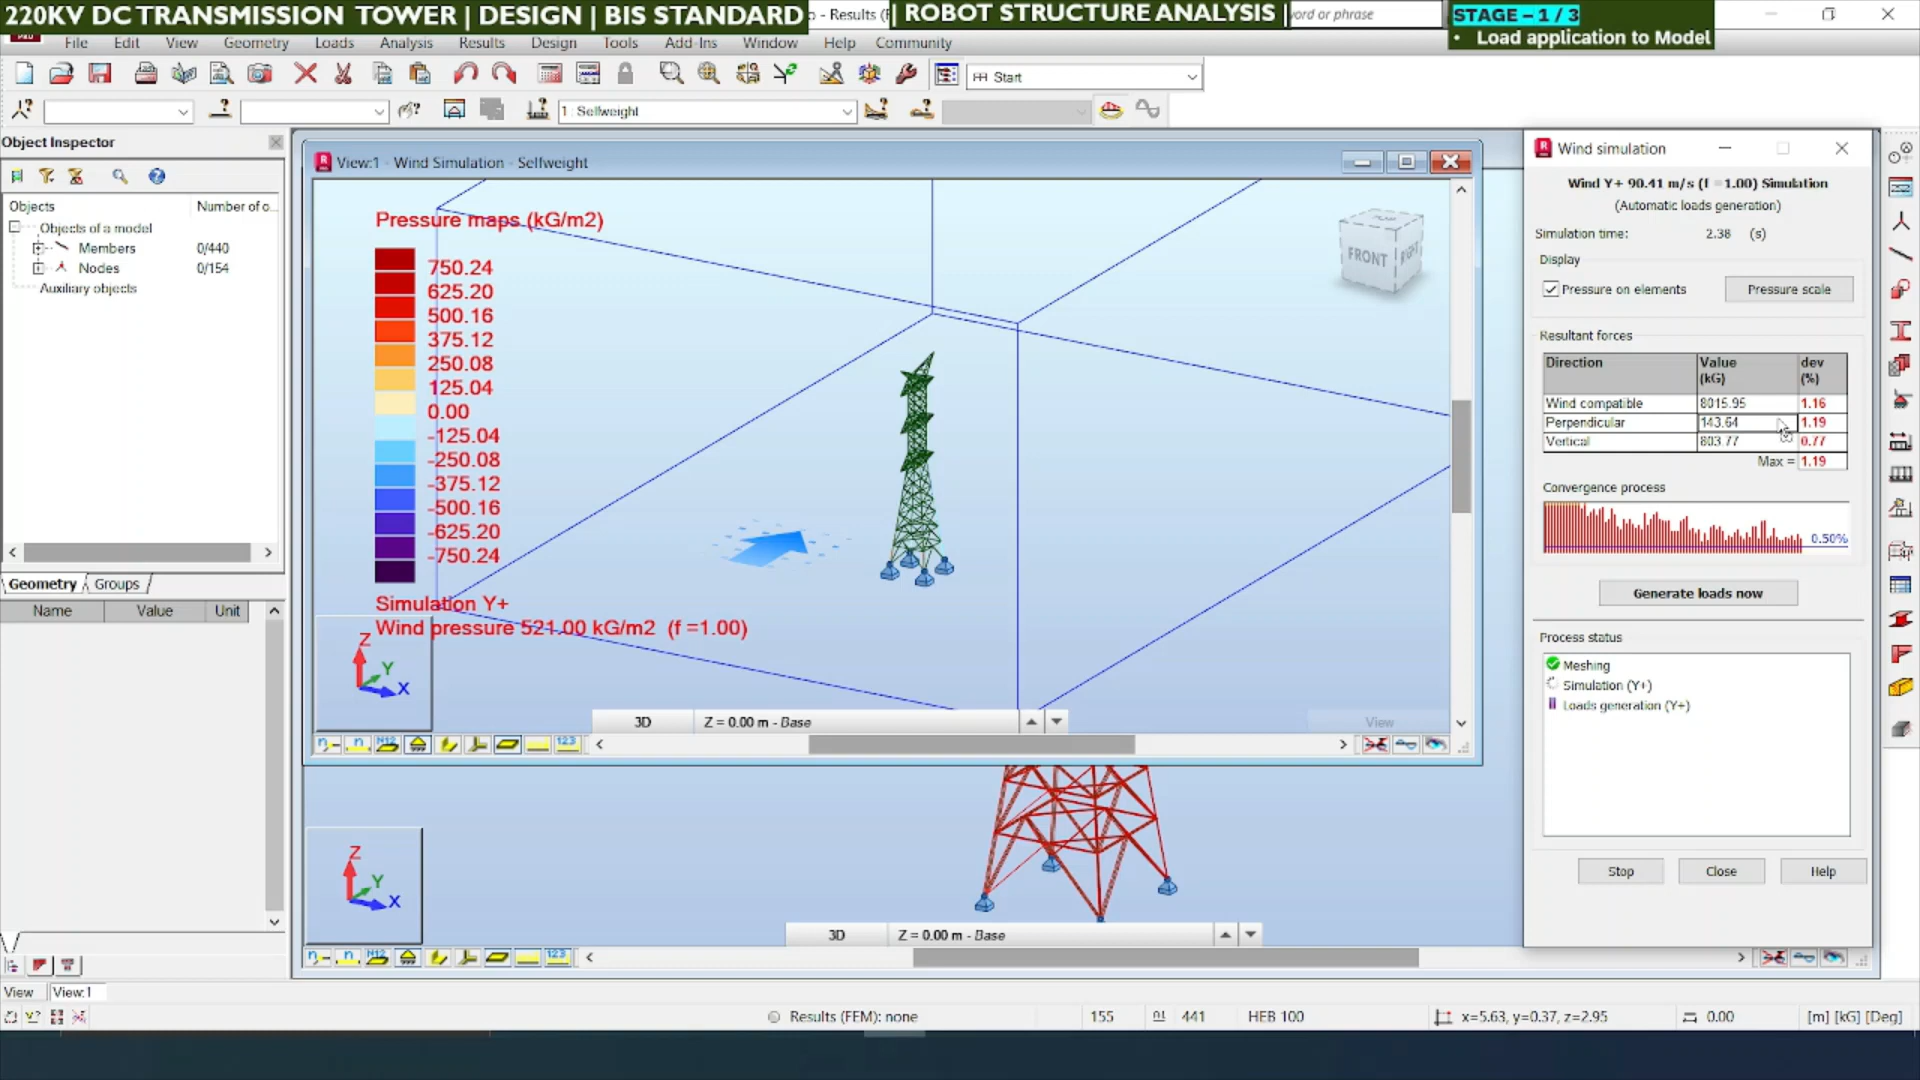 220KV DC TRANSMISSION TOWER | DESIGN | BIS STANDARD
- Results (F
| ROBOT STRUCTURE ANALYSIS |
word or phrase
STAGE – 1 / 3
• Load application to Model
File Edit View Geometry Loads Analysis Results Design Tools Add-Ins Window Help Community
Start
1 : Selfweight
Object Inspector
Objects Number of o...
Objects of a model
Members 0/440
Nodes 0/154
Auxiliary objects
Geometry Groups
Name Value Unit
View:1 - Wind Simulation - Selfweight
Pressure maps (kG/m2)
750.24
625.20
500.16
375.12
250.08
125.04
0.00
-125.04
-250.08
-375.12
-500.16
-625.20
-750.24
Simulation Y+
Wind pressure 521.00 kG/m2 (f =1.00)
FRONT
RIGHT
Z
Y
X
3D Z = 0.00 m - Base
View
Z
Y
X
3D Z = 0.00 m - Base
Wind simulation
Wind Y+ 90.41 m/s (f =1.00) Simulation
(Automatic loads generation)
Simulation time: 2.38 (s)
Display
Pressure on elements Pressure scale
Resultant forces
Direction Value (kG) dev (%)
Wind compatible 8015.95 1.16
Perpendicular 143.64 1.19
Vertical 803.77 0.77
Max = 1.19
Convergence process
0.50%
Generate loads now
Process status
Meshing
Simulation (Y+)
Loads generation (Y+)
Stop Close Help
View View:1
Results (FEM): none 155 441 HEB 100 x=5.63, y=0.37, z=2.95 0.00 [m] [kG] [Deg]